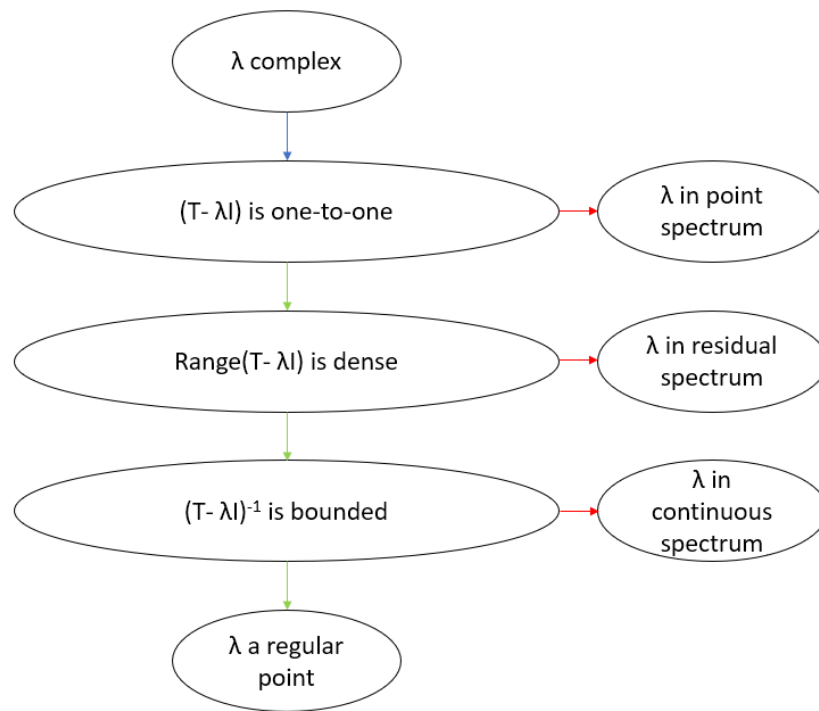 λ complex
(T- λI) is one-to-one
λ in point
spectrum
Range(T- λI) is dense
λ in residual
spectrum
(T- λI)⁻¹ is bounded
λ in
continuous
spectrum
λ a regular
point